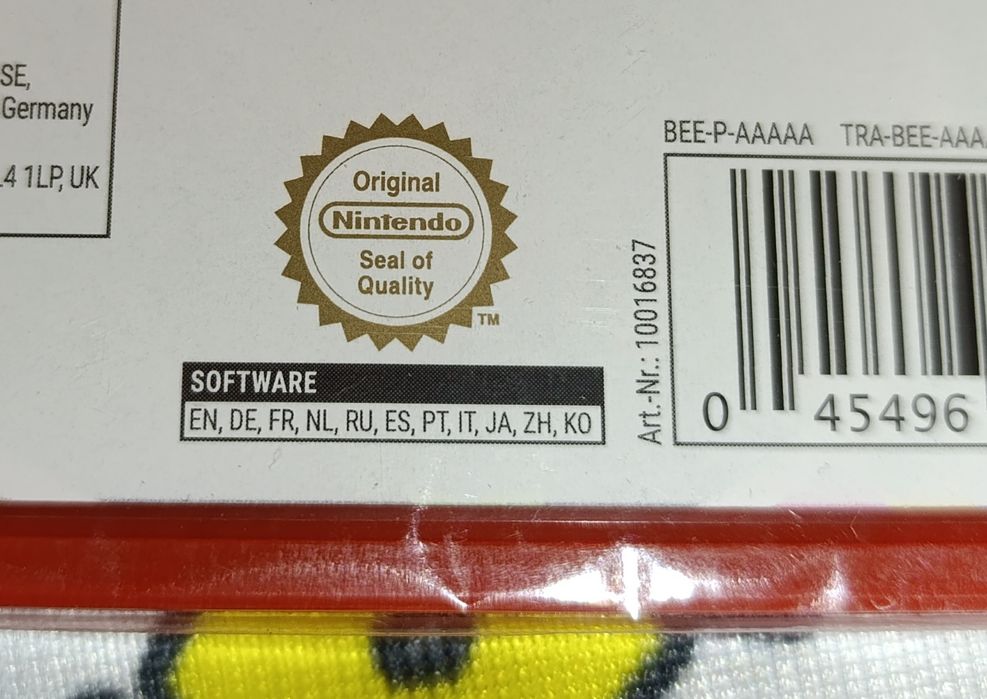 SE,
Germany
4 1LP, UK
Original
Nintendo
Seal of
Quality
TM
SOFTWARE
EN, DE, FR, NL, RU, ES, PT, IT, JA, ZH, KO
Art.-Nr.: 10016837
BEE-P-AAAAA TRA-BEE-AAA
0 45496